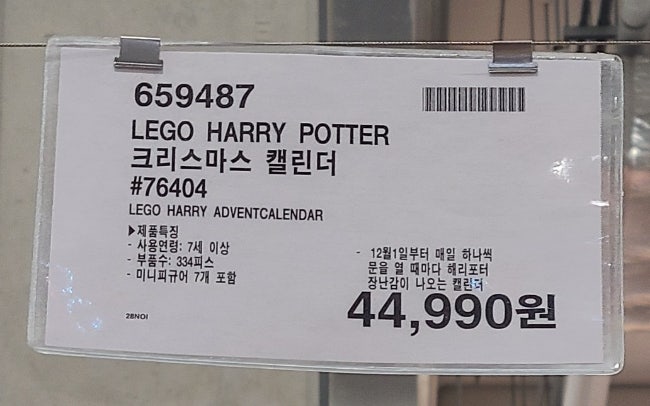 659487
LEGO HARRY POTTER
크리스마스 캘린더
#76404
LEGO HARRY ADVENTCALENDAR
▶제품특징
- 사용연령: 7세 이상
- 부품수: 334피스
- 미니피규어 7개 포함
- 12월1일부터 매일 하나씩
문을 열 때마다 해리포터
장난감이 나오는 캘린더
44,990원
28NOI